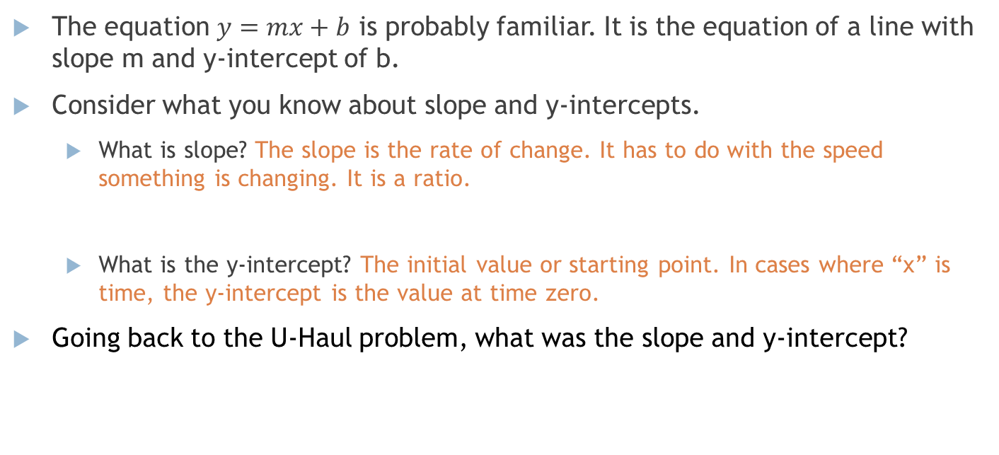 The equation y = mx + b is probably familiar. It is the equation of a line with
slope m and y-intercept of b.
Consider what you know about slope and y-intercepts.
What is slope? The slope is the rate of change. It has to do with the speed
something is changing. It is a ratio.
What is the y-intercept? The initial value or starting point. In cases where “x” is
time, the y-intercept is the value at time zero.
Going back to the U-Haul problem, what was the slope and y-intercept?